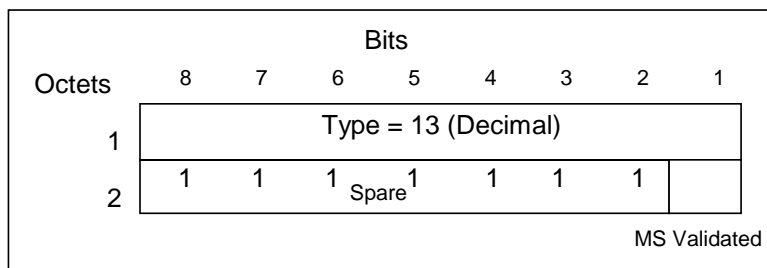 Bits
Octets 8 7 6 5 4 3 2 1
1 Type = 13 (Decimal)
2 1 1 1 1 1 1 1
Spare
MS Validated